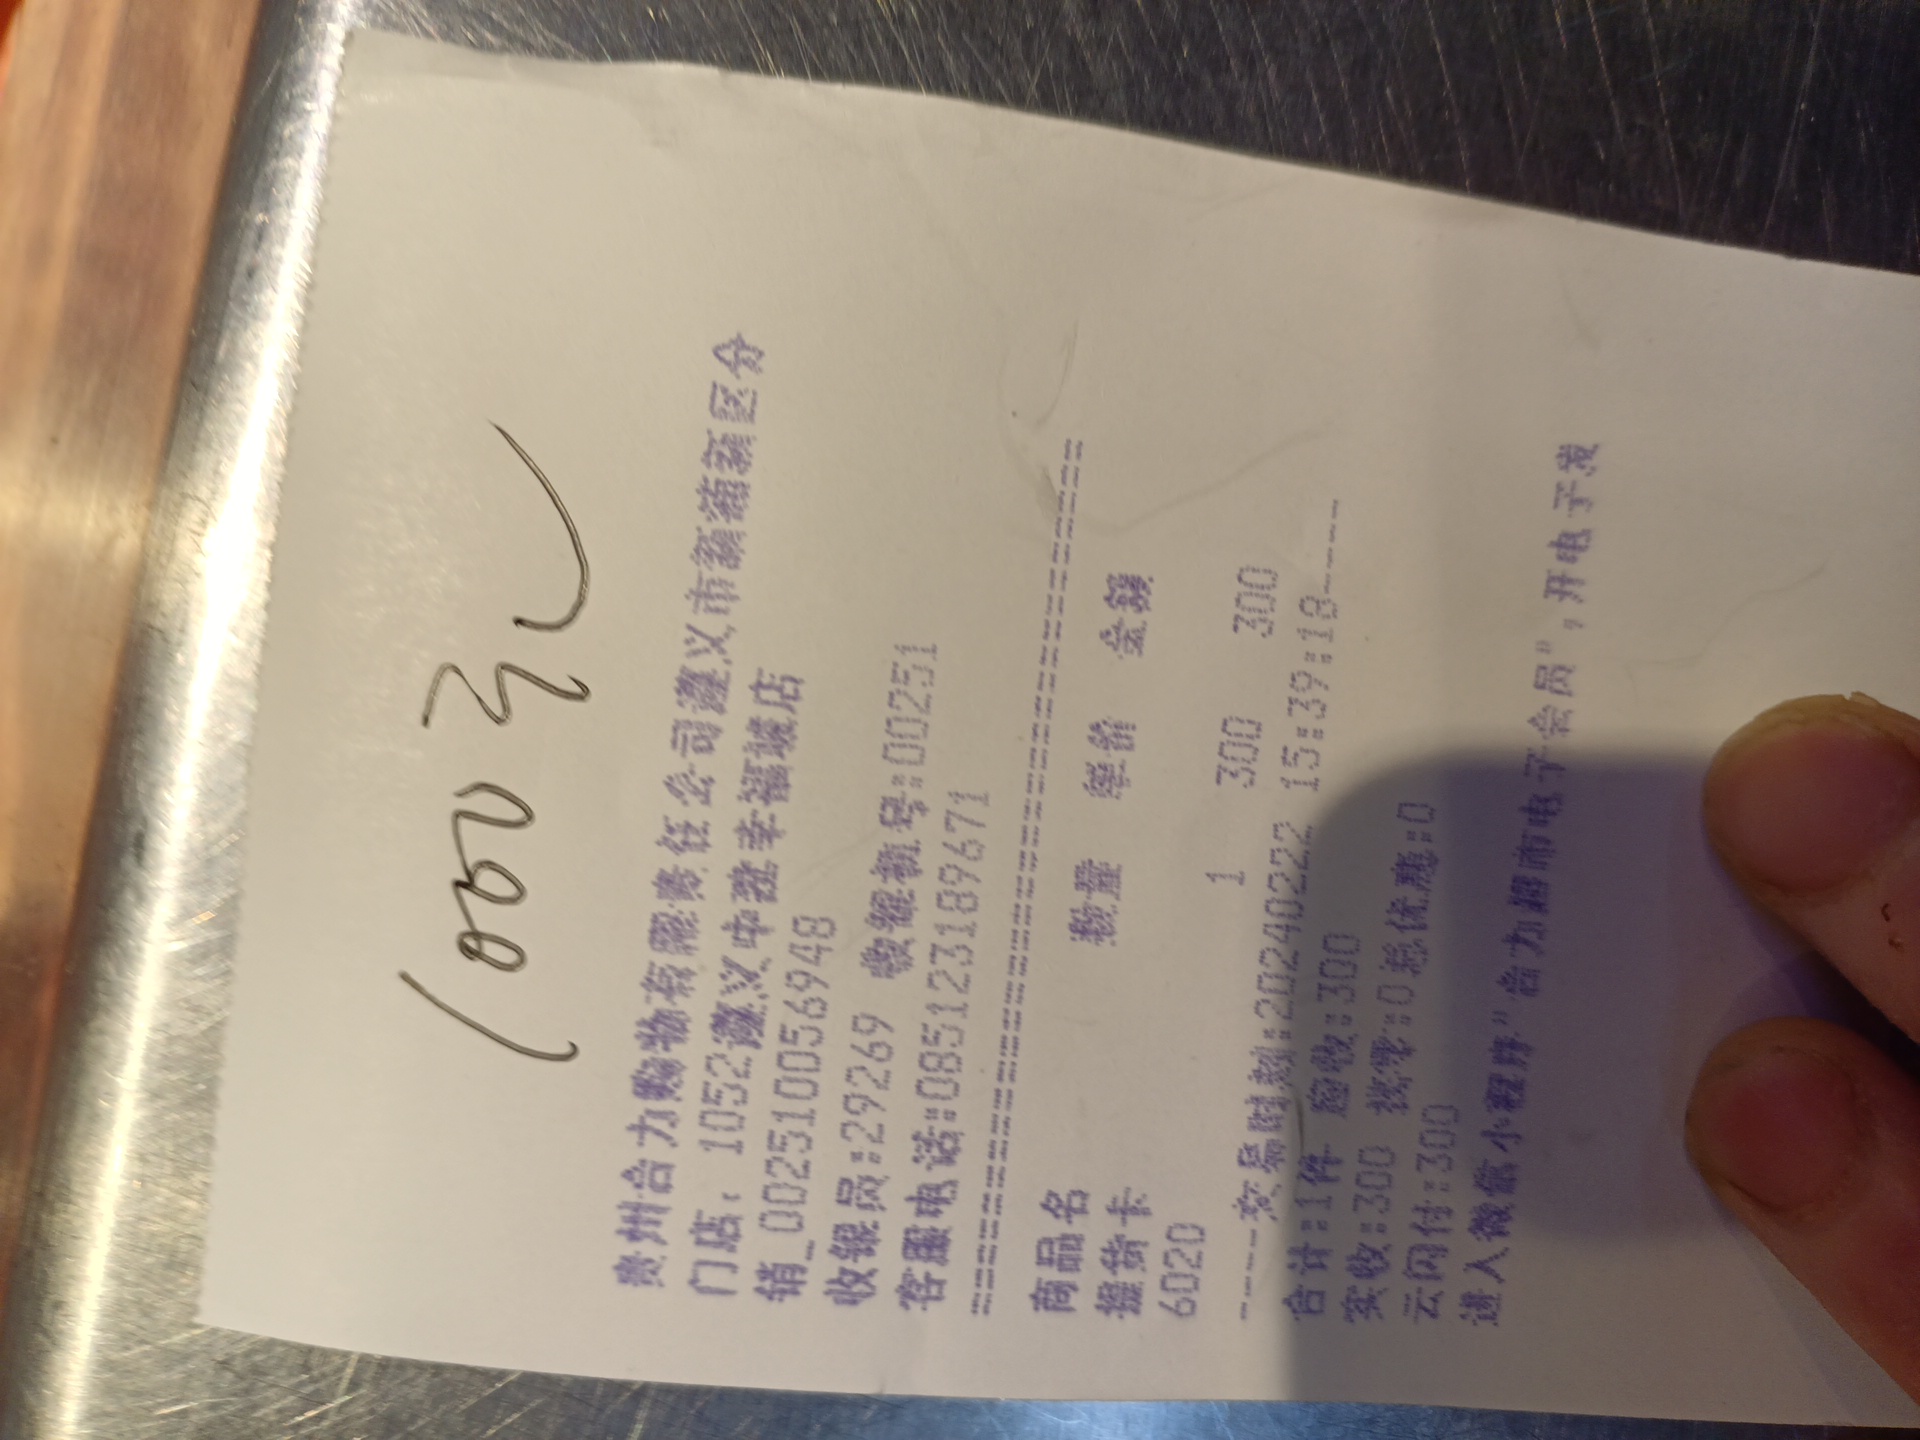 1000元
贵州合力购物有限责任公司遵义市新蒲新区分
门店: 1052遵义中建幸福城店
销_002510056948
收银员:29269 收银机号:00251
客服电话:085123189671
商品名 数量 单价 金额
提货卡
6020 1 300 300
-----交易时刻:20240222 15:39:18-----
合计:1件 应收:300
实收:300 找零:0总优惠:0
云闪付:300
进入微信小程序"合力超市电子会员",开电子发